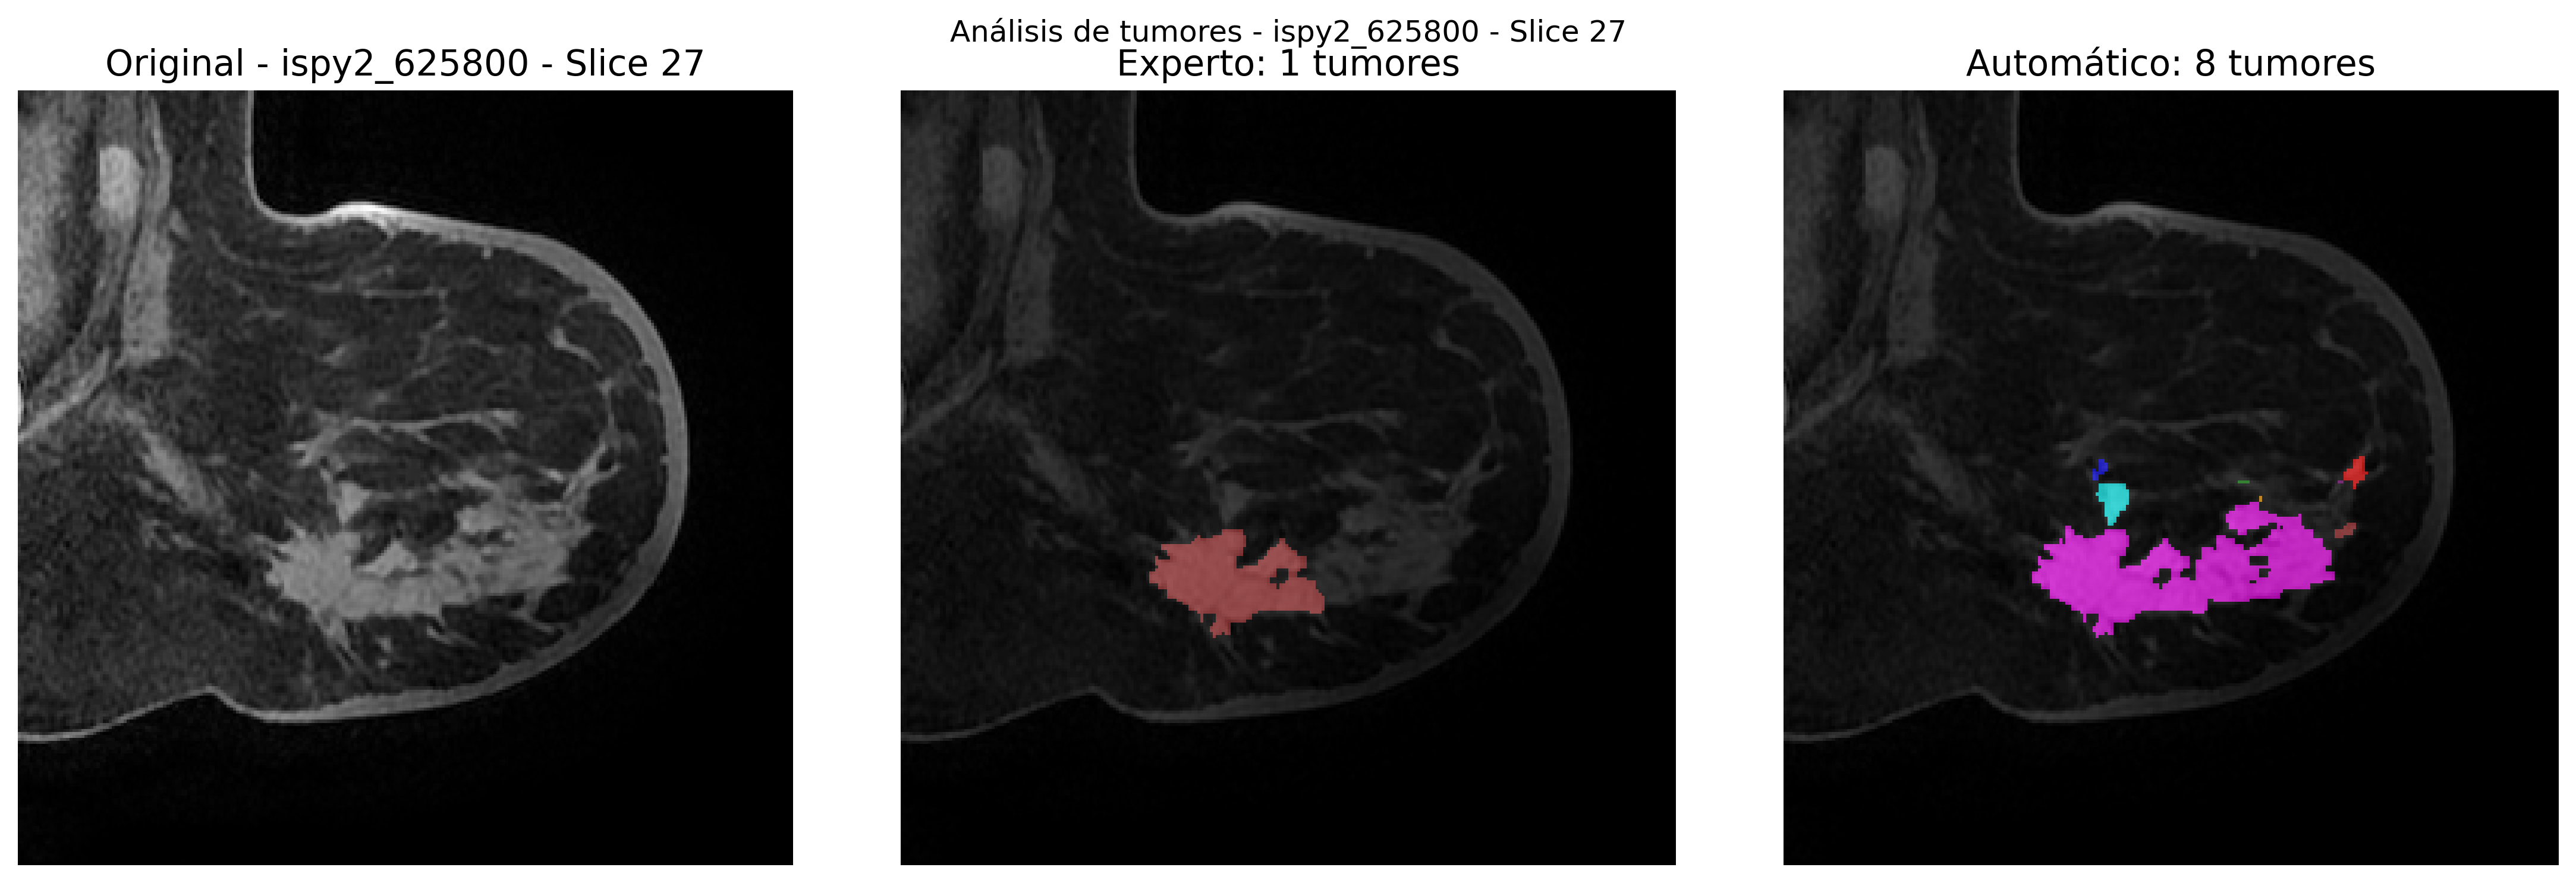 Análisis de tumores - ispy2_625800 - Slice 27
Original - ispy2_625800 - Slice 27
Experto: 1 tumores
Automático: 8 tumores